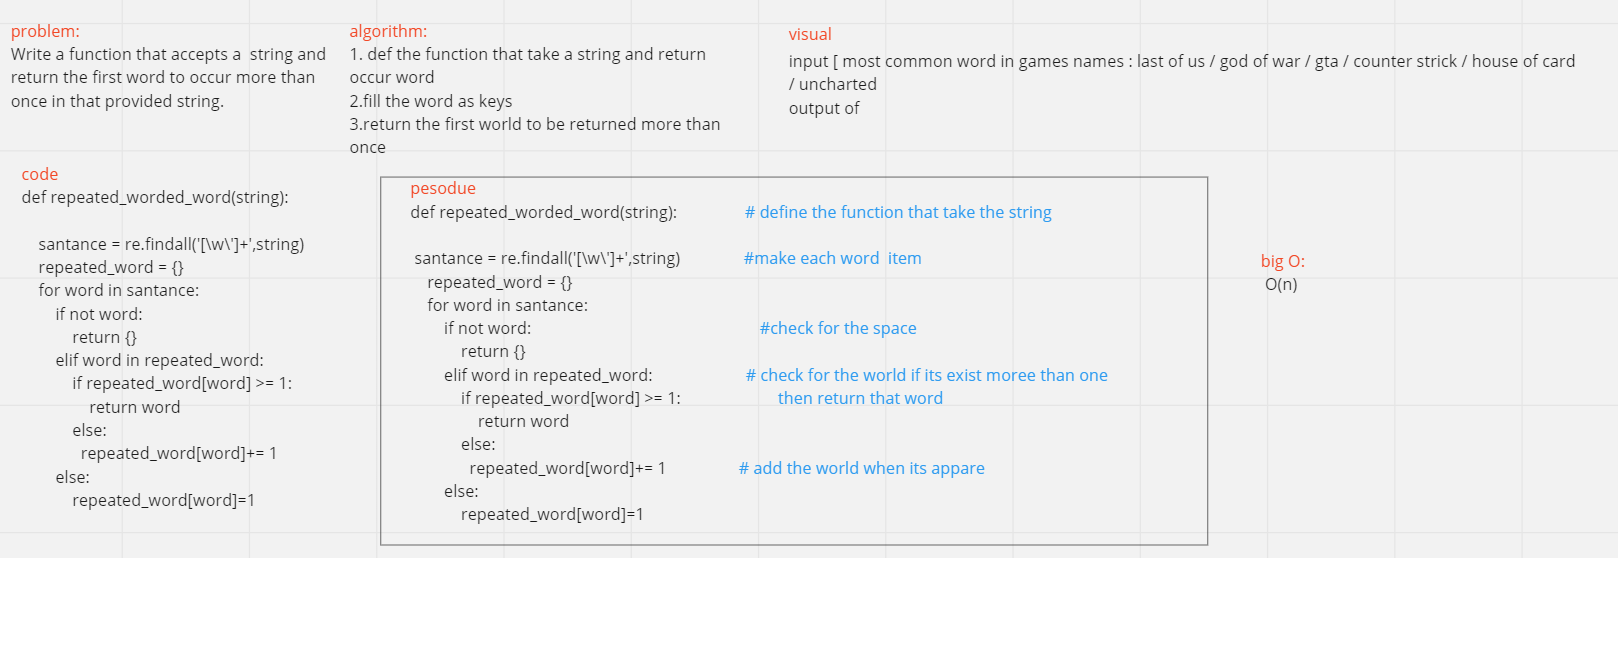 problem:
Write a function that accepts a  string and
return the first word to occur more than
once in that provided string.
algorithm:
1. def the function that take a string and return
occur word
2.fill the word as keys
3.return the first world to be returned more than
once
visual
input [ most common word in games names : last of us / god of war / gta / counter strick / house of card
/ uncharted
output of
code
def repeated_worded_word(string):
santance = re.findall('[\w\']+',string)
repeated_word = {}
for word in santance:
if not word:
return {}
elif word in repeated_word:
if repeated_word[word] >= 1:
return word
else:
repeated_word[word]+= 1
else:
repeated_word[word]=1
pesodue
def repeated_worded_word(string): # define the function that take the string
santance = re.findall('[\w\']+',string) #make each word  item
repeated_word = {}
for word in santance:
if not word: #check for the space
return {}
elif word in repeated_word: # check for the world if its exist moree than one
if repeated_word[word] >= 1: then return that word
return word
else:
repeated_word[word]+= 1 # add the world when its appare
else:
repeated_word[word]=1
big O:
O(n)